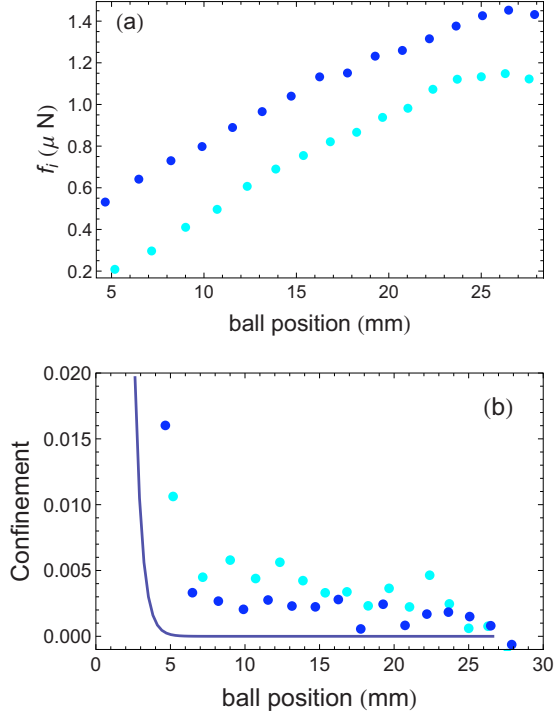 (a)
1.4
1.2
1.0
0.8
0.6
0.4
0.2
f_i (μ N)
5 10 15 20 25
ball position (mm)
(b)
0.020
0.015
0.010
0.005
0.000
Confinement
0 5 10 15 20 25 30
ball position (mm)